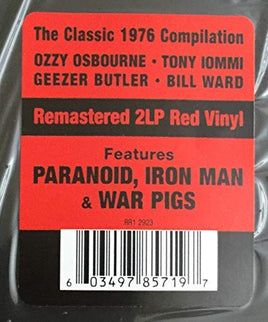 The Classic 1976 Compilation
OZZY OSBOURNE • TONY IOMMI
GEEZER BUTLER • BILL WARD
Remastered 2LP Red Vinyl
Features
PARANOID, IRON MAN
& WAR PIGS
RR1 2923
6 03497 85719 7